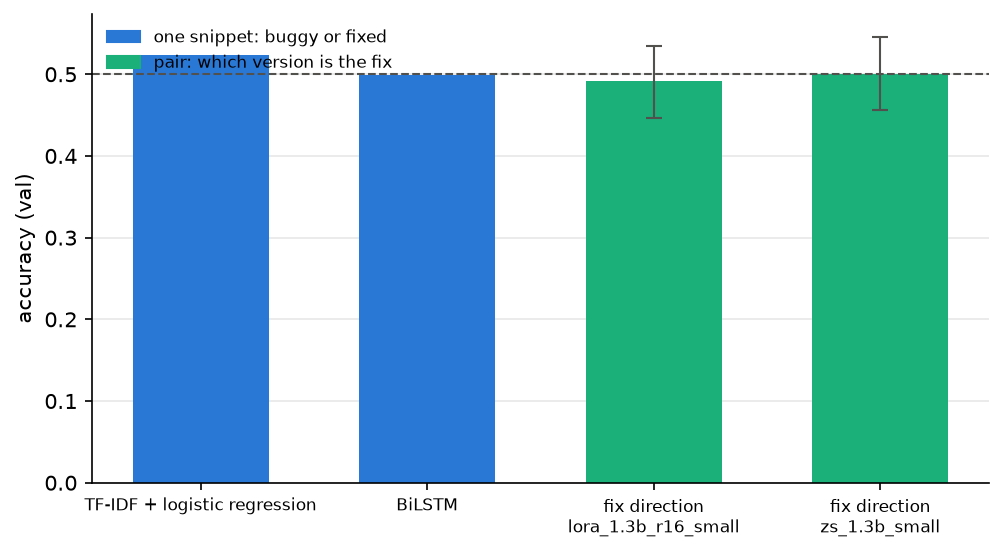 one snippet: buggy or fixed
pair: which version is the fix
accuracy (val)
0.5
0.4
0.3
0.2
0.1
0.0
TF-IDF + logistic regression
BiLSTM
fix direction
lora_1.3b_r16_small
fix direction
zs_1.3b_small